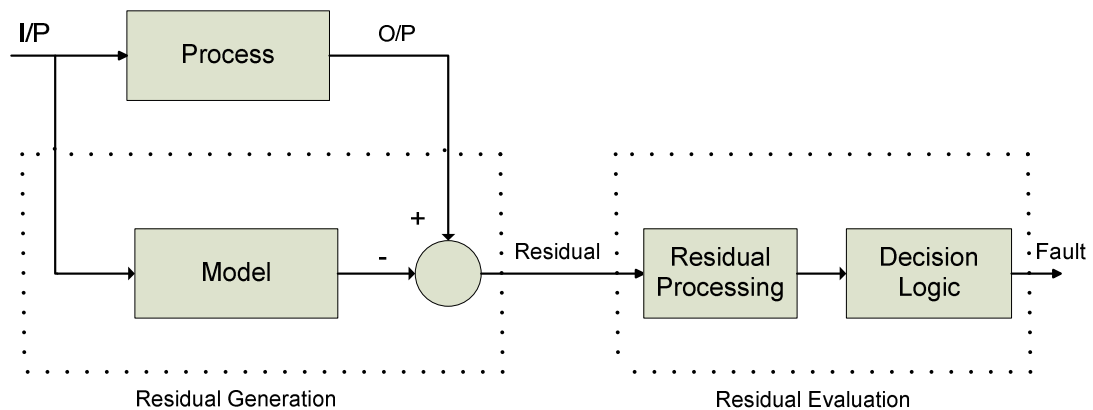 I/P
O/P
Process
+
-
Model
Residual
Residual
Processing
Decision
Logic
Fault
Residual Generation
Residual Evaluation